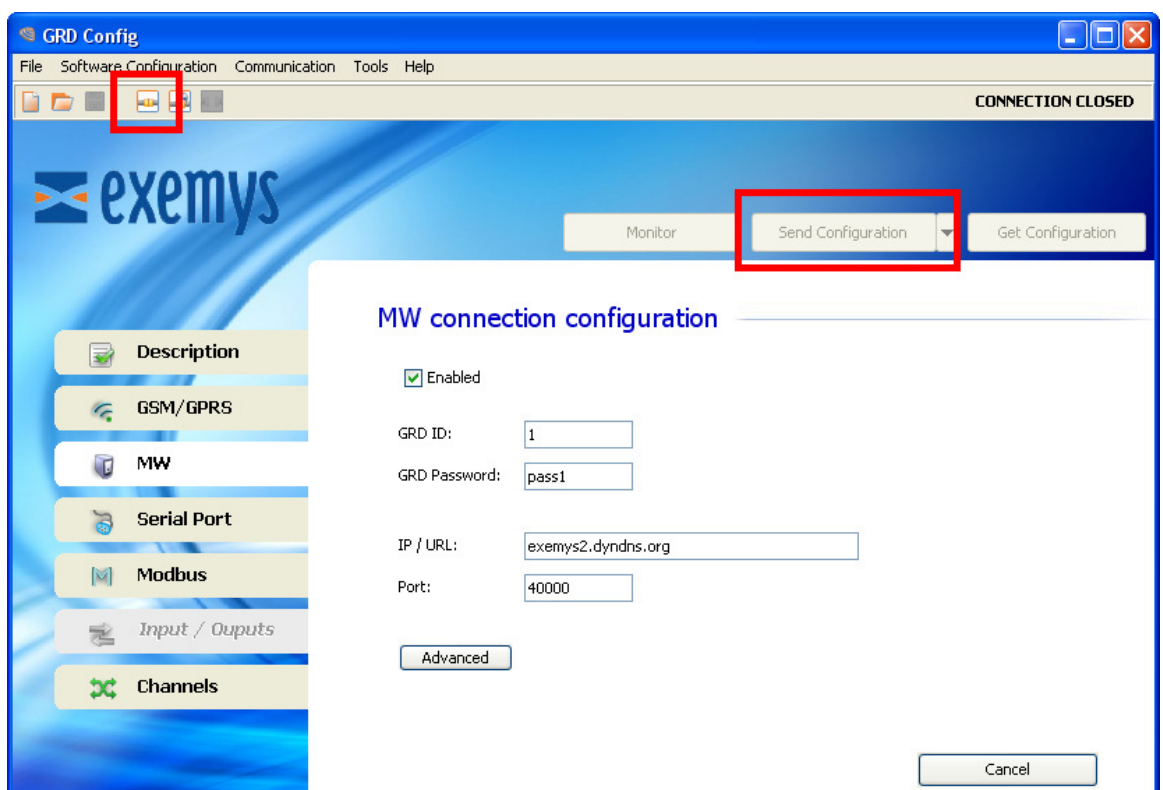 GRD Config
File Software Configuration Communication Tools Help
CONNECTION CLOSED
exemys
Monitor Send Configuration Get Configuration
MW connection configuration
Description
Enabled
GSM/GPRS
GRD ID: 1
MW
GRD Password: pass1
Serial Port
IP / URL: exemys2.dyndns.org
Modbus
Port: 40000
Input / Ouputs
Advanced
Channels
Cancel